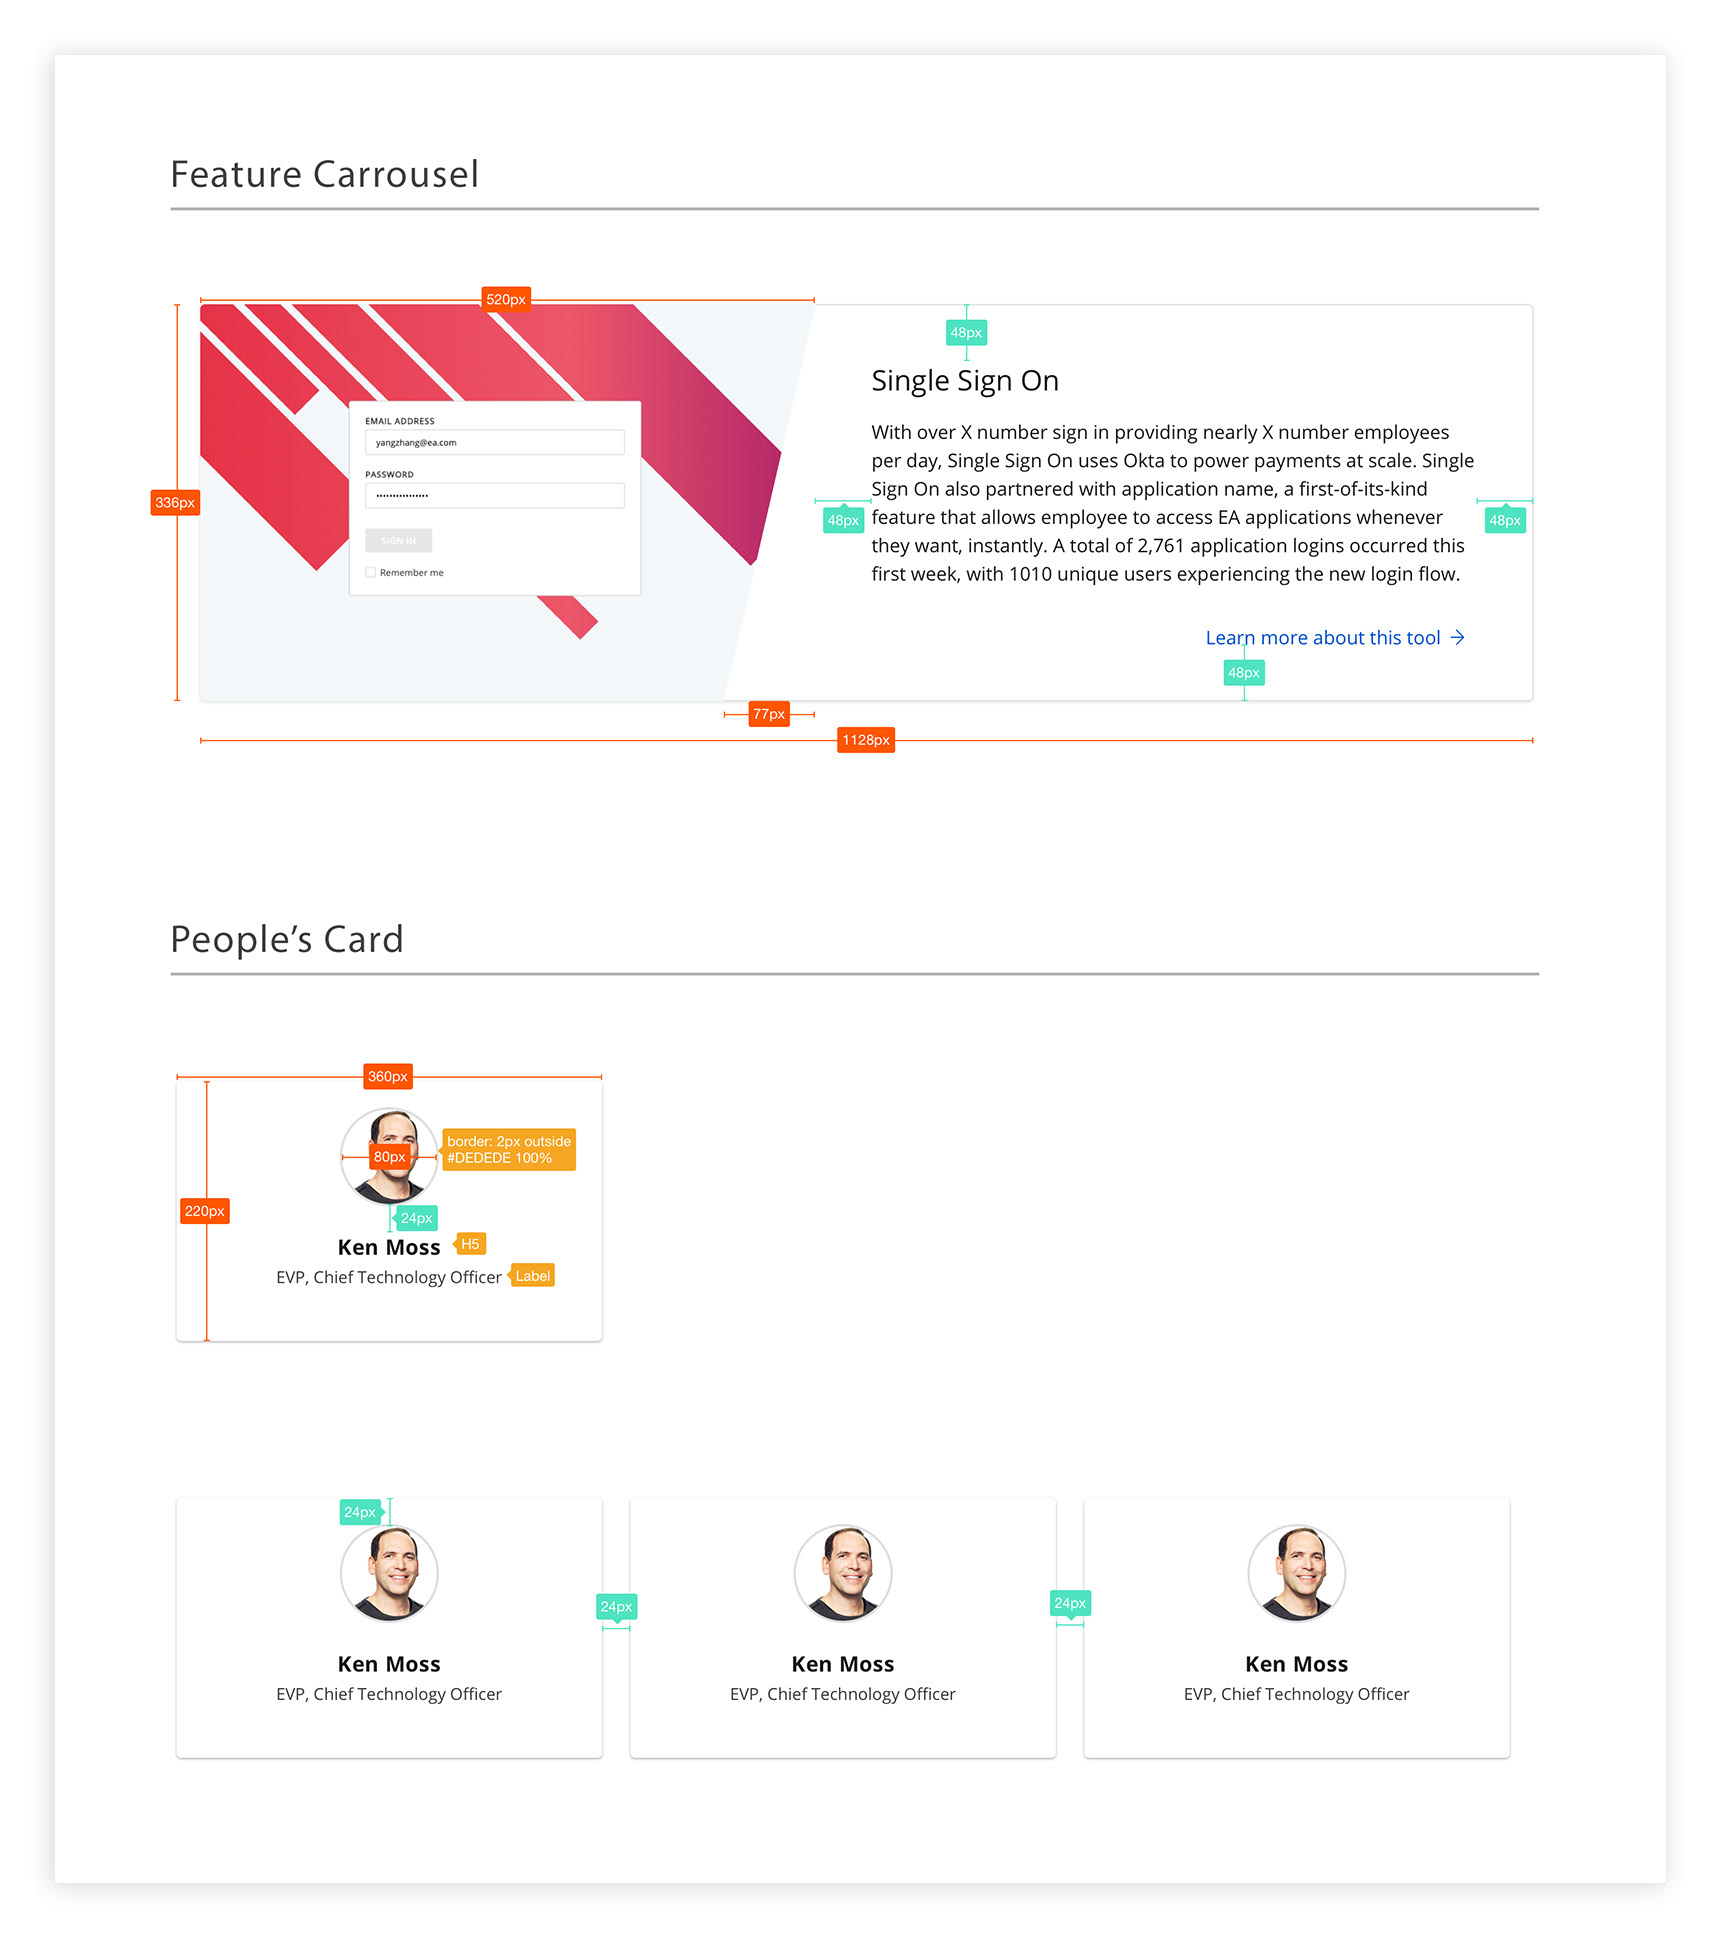 Feature Carrousel
520px
48px
EMAIL ADDRESS
yangzhang@ea.com
PASSWORD
SIGN IN
Remember me
336px
Single Sign On
With over X number sign in providing nearly X number employees
per day, Single Sign On uses Okta to power payments at scale. Single
Sign On also partnered with application name, a first-of-its-kind
feature that allows employee to access EA applications whenever
they want, instantly. A total of 2,761 application logins occurred this
first week, with 1010 unique users experiencing the new login flow.
48px
48px
Learn more about this tool
48px
77px
1128px
People’s Card
360px
border: 2px outside
#DEDEDE 100%
80px
220px
24px
Ken Moss
H5
EVP, Chief Technology Officer
Label
24px
24px
24px
Ken Moss
EVP, Chief Technology Officer
Ken Moss
EVP, Chief Technology Officer
Ken Moss
EVP, Chief Technology Officer